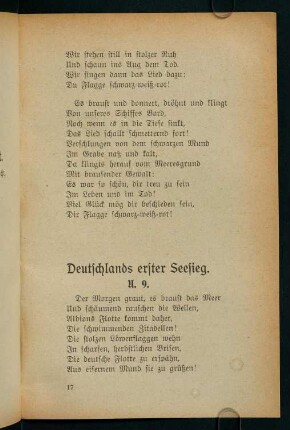 Wir stehen still in stolzer Ruh
Und schaun ins Aug dem Tod.
Wir singen dann das Lied dazu:
Du Flagge schwarz-weiß-rot!
Es braust und donnert, dröhnt und klingt
Von unseres Schiffes Bord,
Noch wenn es in die Tiefe sinkt,
Das Lied schallt schmetternd fort!
Verschlungen von dem schwarzen Mund
Im Grabe naß und kalt,
Da klingts herauf vom Meeresgrund
Mit brausender Gewalt:
Es war so schön, dir treu zu sein
Im Leben und im Tod!
Viel Glück mög dir beschieden sein,
Dir Flagge schwarz-weiß-rot!
Deutschlands erster Seesieg.
U. 9.
Der Morgen graut, es braust das Meer
Und schäumend rauschen die Wellen,
Albions Flotte kommt daher,
Die schwimmenden Zitadellen!
Die stolzen Löwenflaggen wehn
In scharfen, herbstlichen Brisen,
Die deutsche Flotte zu erspähn,
Aus eisernem Mund sie zu grüßen!
17